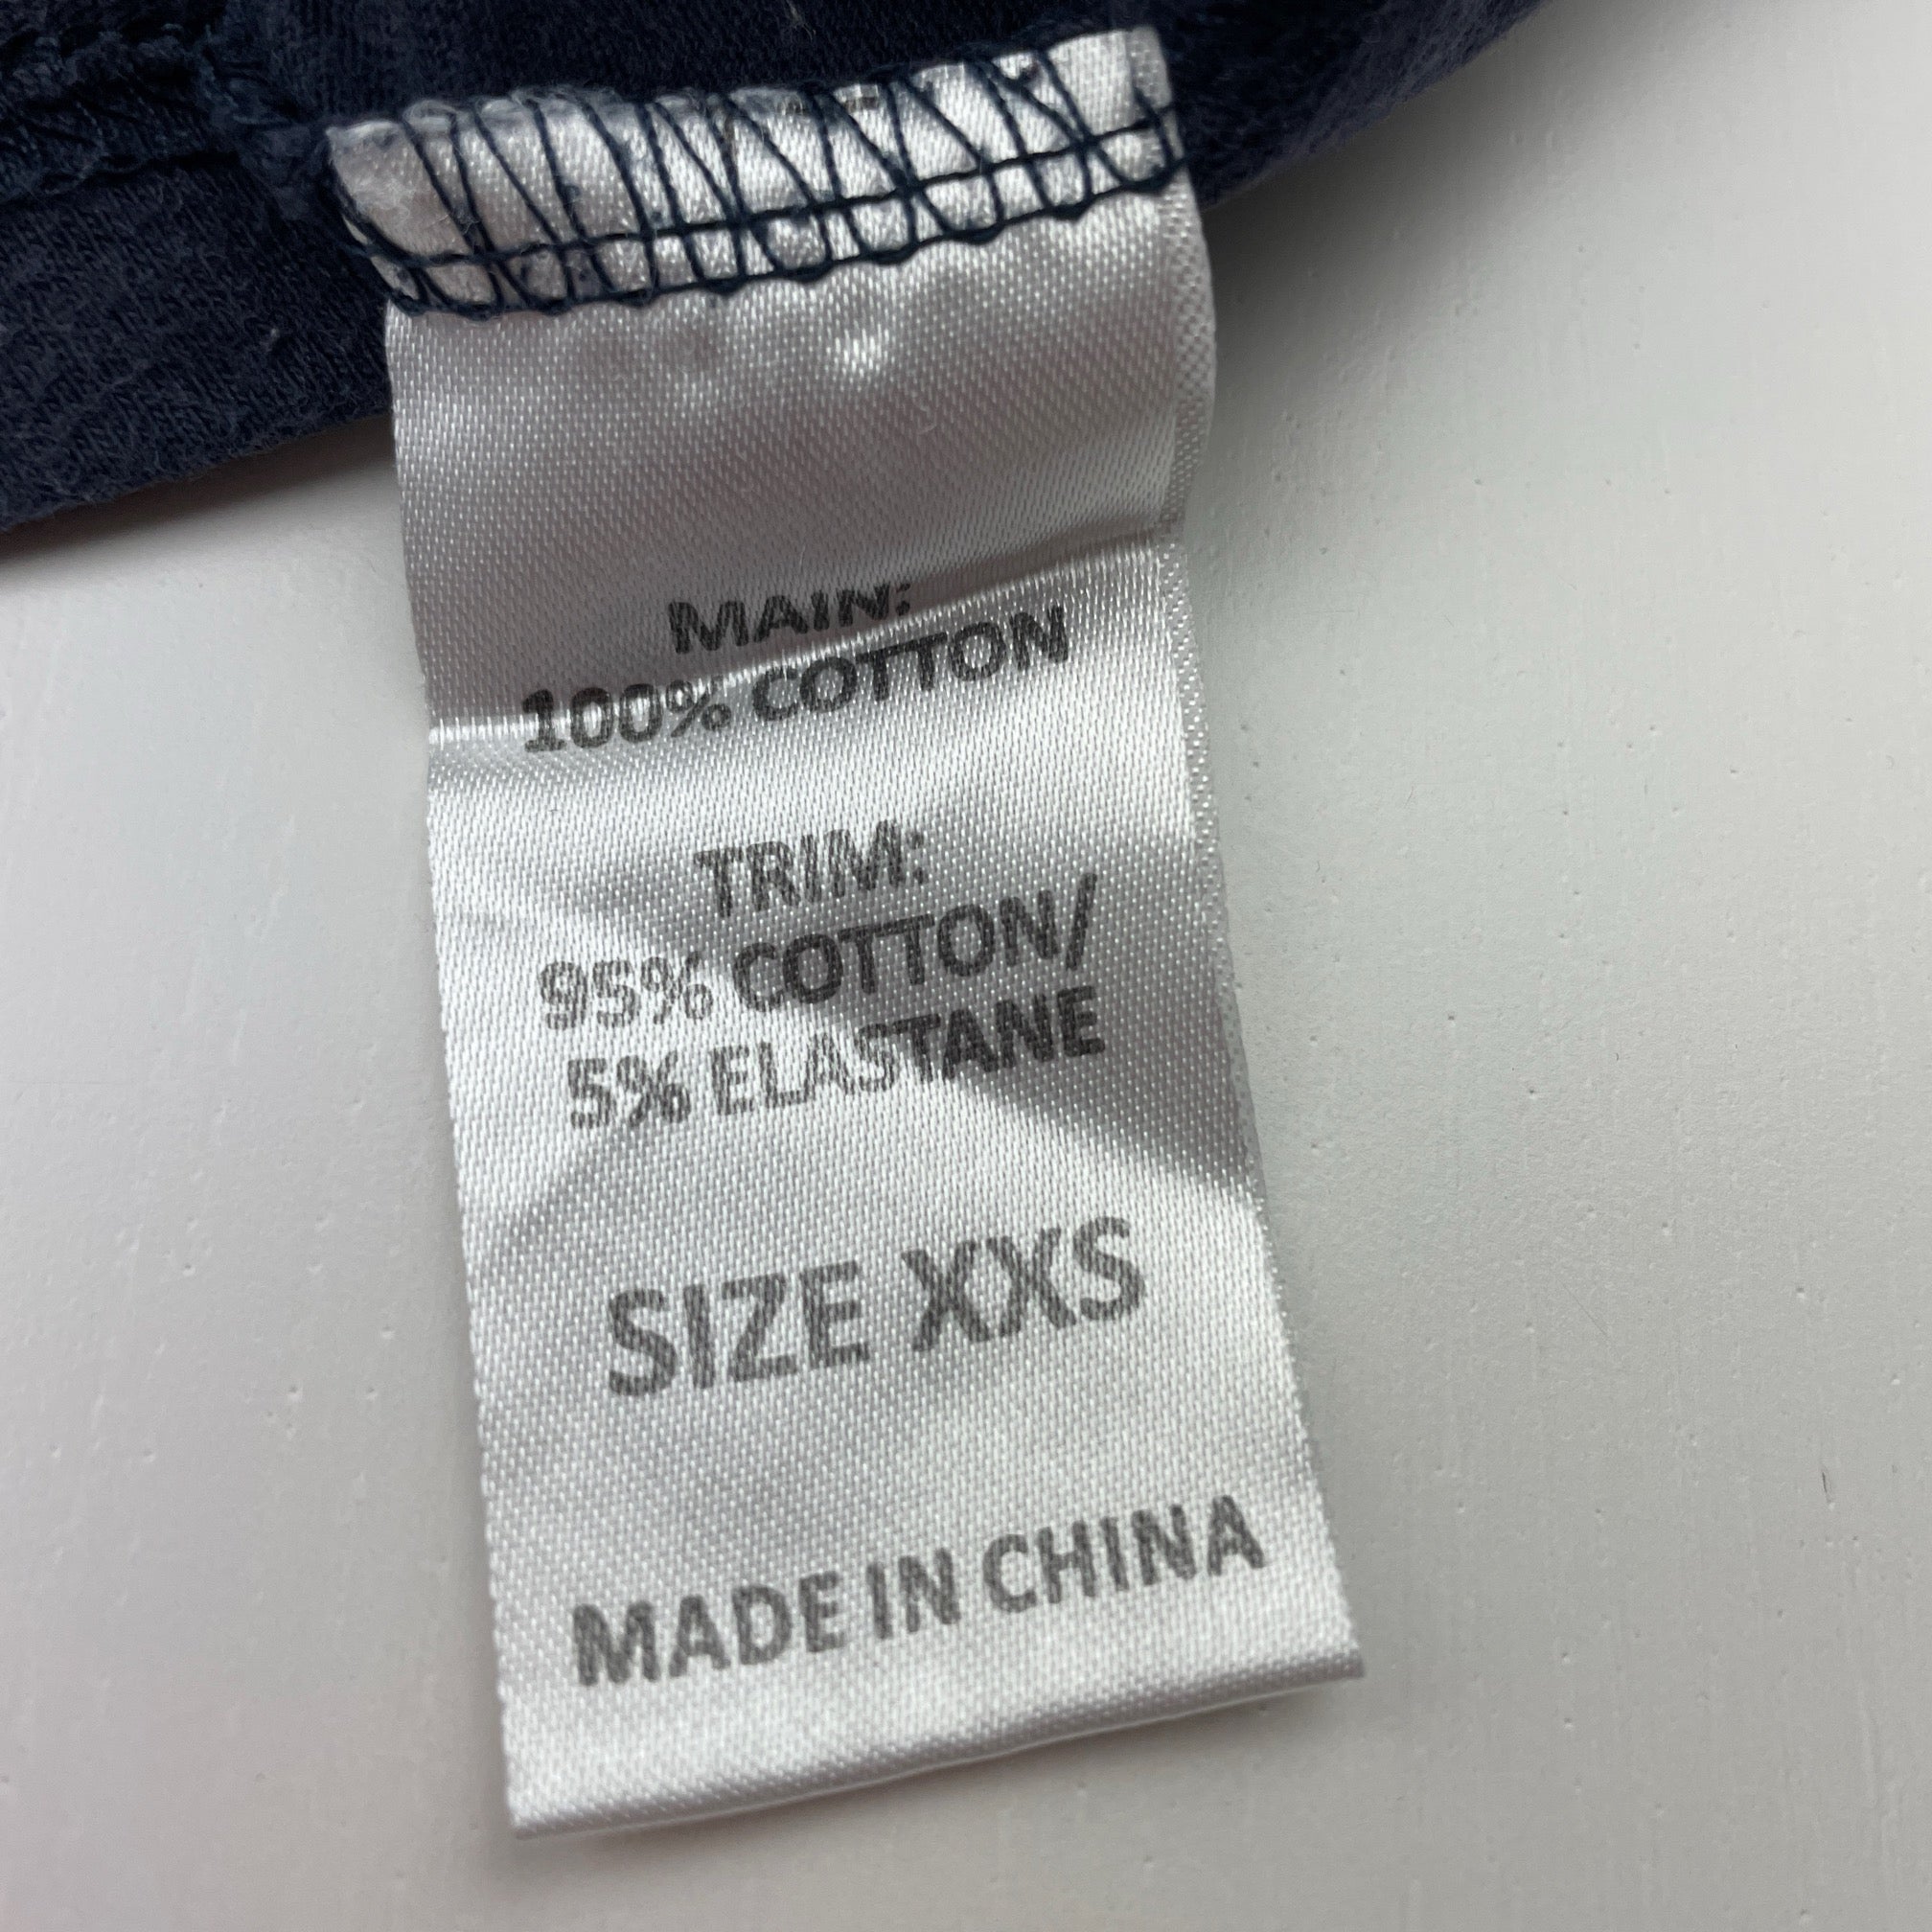 MAIN:
100% COTTON
TRIM:
95% COTTON/
5% ELASTANE
SIZE XXS
MADE IN CHINA